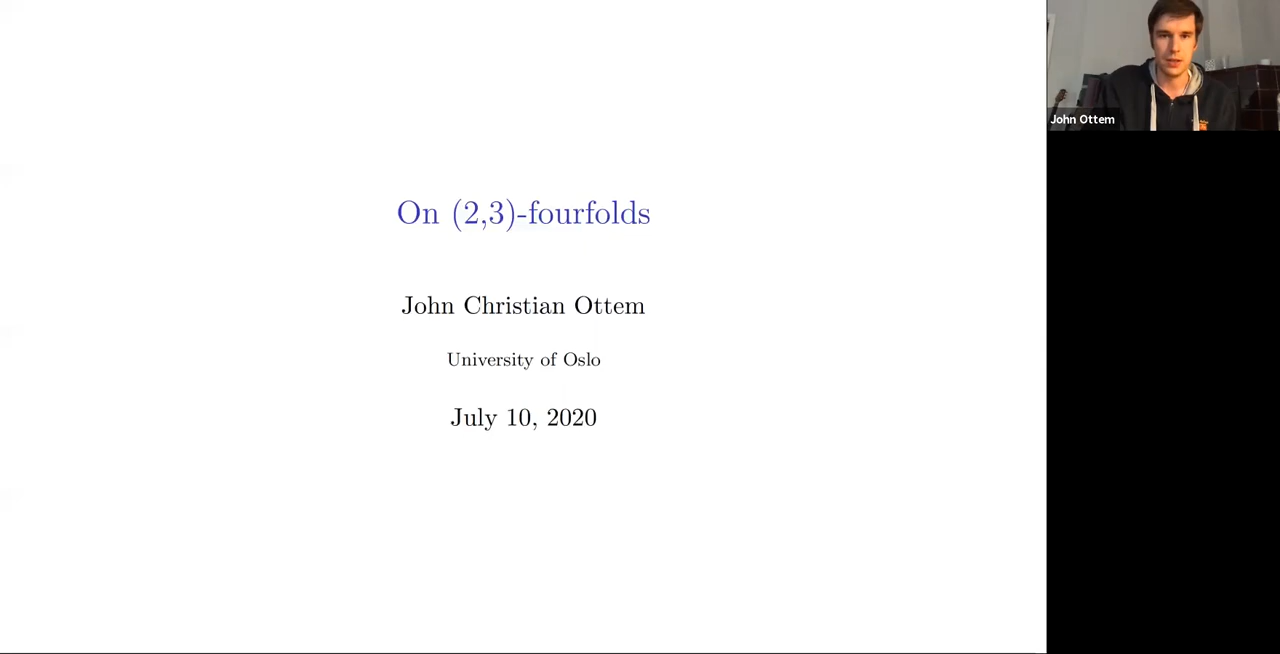 On (2,3)-fourfolds
John Christian Ottem
University of Oslo
July 10, 2020
John Ottem